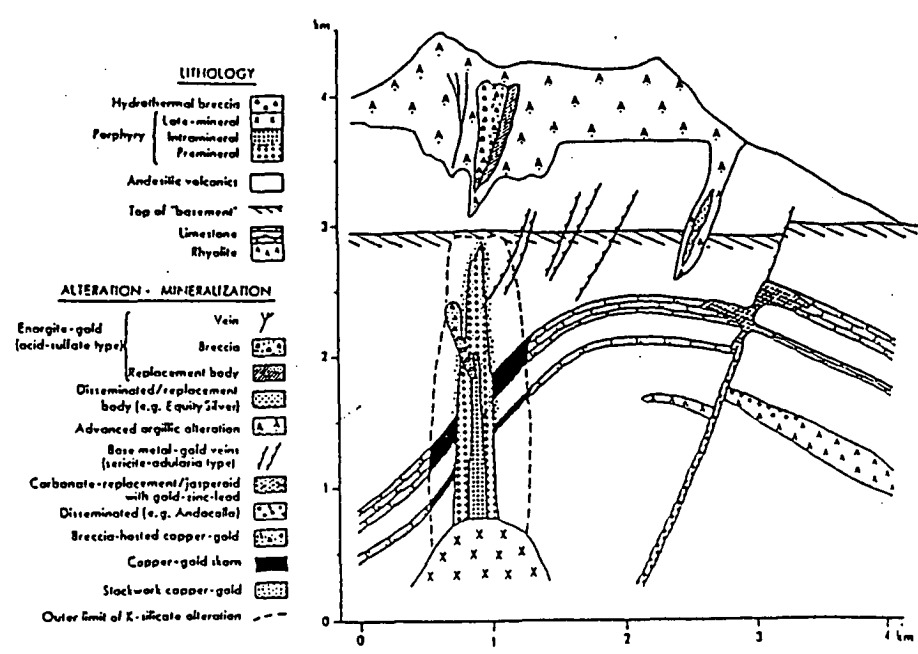 LITHOLOGY
Hydrothermal breccia
Late-mineral
Porphyry
Intramineral
Premineral
Andesitic volcanics
Top of "basement"
Limestone
Rhyolite
ALTERATION - MINERALIZATION
Enargite-gold
(acid-sulfate type)
Vein
Breccia
Replacement body
Disseminated/replacement
body (e.g. Equity Silver)
Advanced argillic alteration
Base metal-gold veins
(sericite-adularia type)
Carbonate-replacement/jasperoid
with gold-zinc-lead
Disseminated (e.g. Andacollo)
Breccia-hosted copper-gold
Copper-gold skarn
Stockwork copper-gold
Outer limit of K-silicate alteration
km
4
3
2
1
0
0
1
2
3
4 km